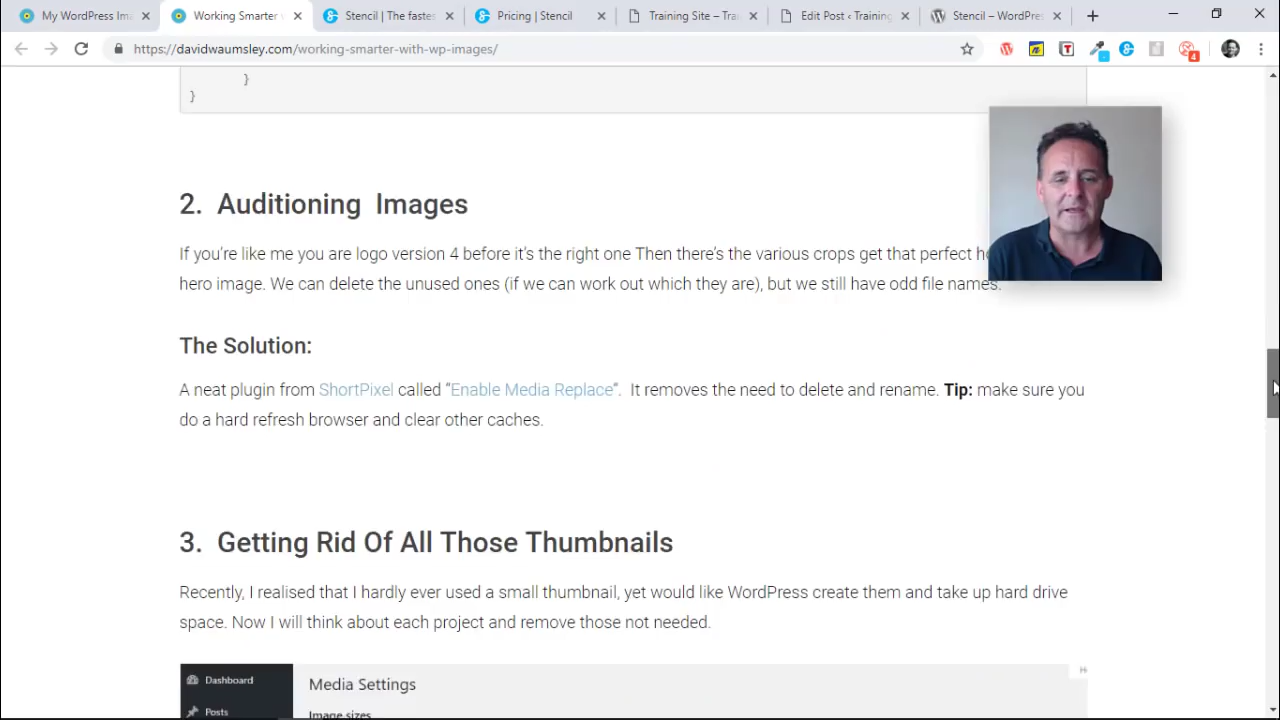 My WordPress Ima
Working Smarter w
Stencil | The fastes
Pricing | Stencil
Training Site – Tra
Edit Post ‹ Training
Stencil – WordPres
https://davidwaumsley.com/working-smarter-with-wp-images/
4
}
}
2. Auditioning Images
If you're like me you are logo version 4 before it's the right one Then there's the various crops get that perfect
hero image. We can delete the unused ones (if we can work out which they are), but we still have odd file names.
The Solution:
A neat plugin from ShortPixel called “Enable Media Replace”. It removes the need to delete and rename. Tip: make sure you
do a hard refresh browser and clear other caches.
3. Getting Rid Of All Those Thumbnails
Recently, I realised that I hardly ever used a small thumbnail, yet would like WordPress create them and take up hard drive
space. Now I will think about each project and remove those not needed.
Dashboard
Media Settings
Posts
Image sizes